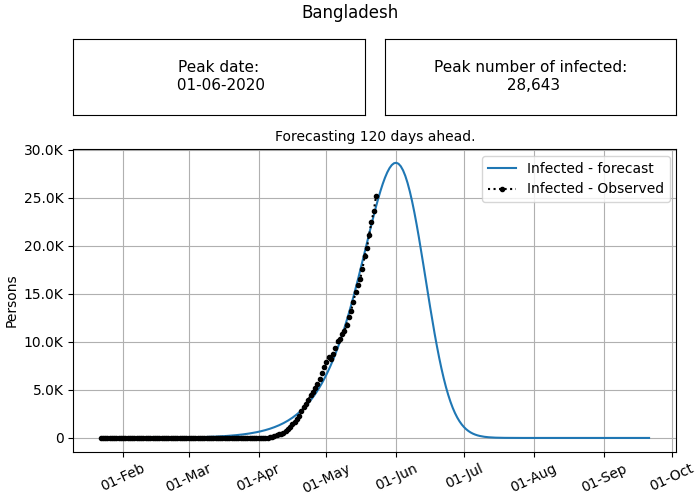 Bangladesh
Peak date:
01-06-2020
Peak number of infected:
28,643
Forecasting 120 days ahead.
30.0K
25.0K
20.0K
15.0K
10.0K
5.0K
0
Persons
Infected - forecast
Infected - Observed
01-Feb
01-Mar
01-Apr
01-May
01-Jun
01-Jul
01-Aug
01-Sep
01-Oct